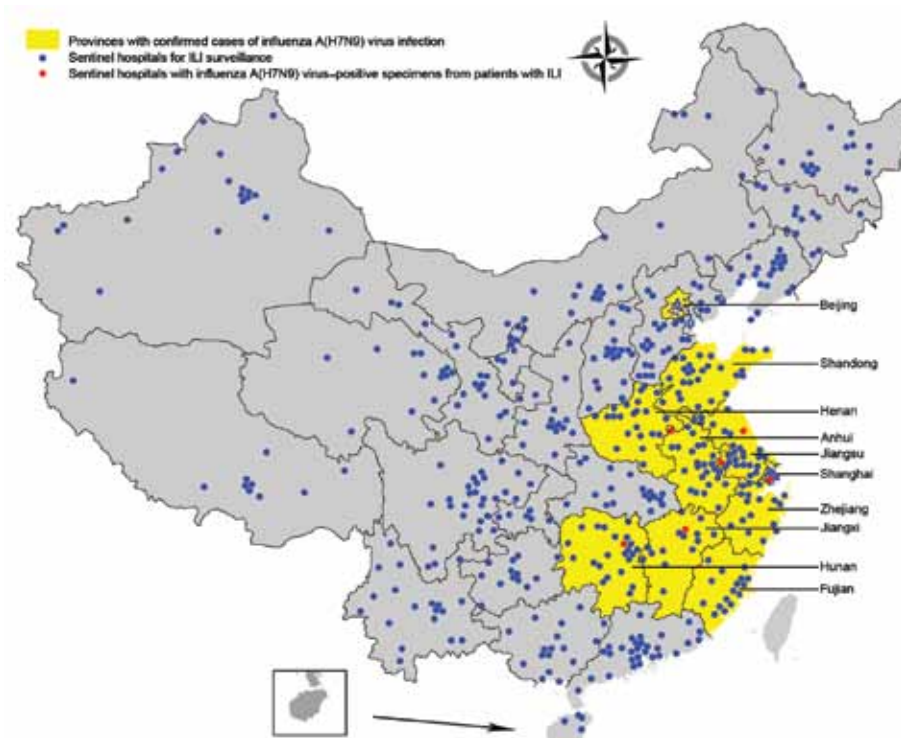 Provinces with confirmed cases of influenza A(H7N9) virus infection
Sentinel hospitals for ILI surveillance
Sentinel hospitals with influenza A(H7N9) virus–positive specimens from patients with ILI
Beijing
Shandong
Henan
Anhui
Jiangsu
Shanghai
Zhejiang
Jiangxi
Hunan
Fujian